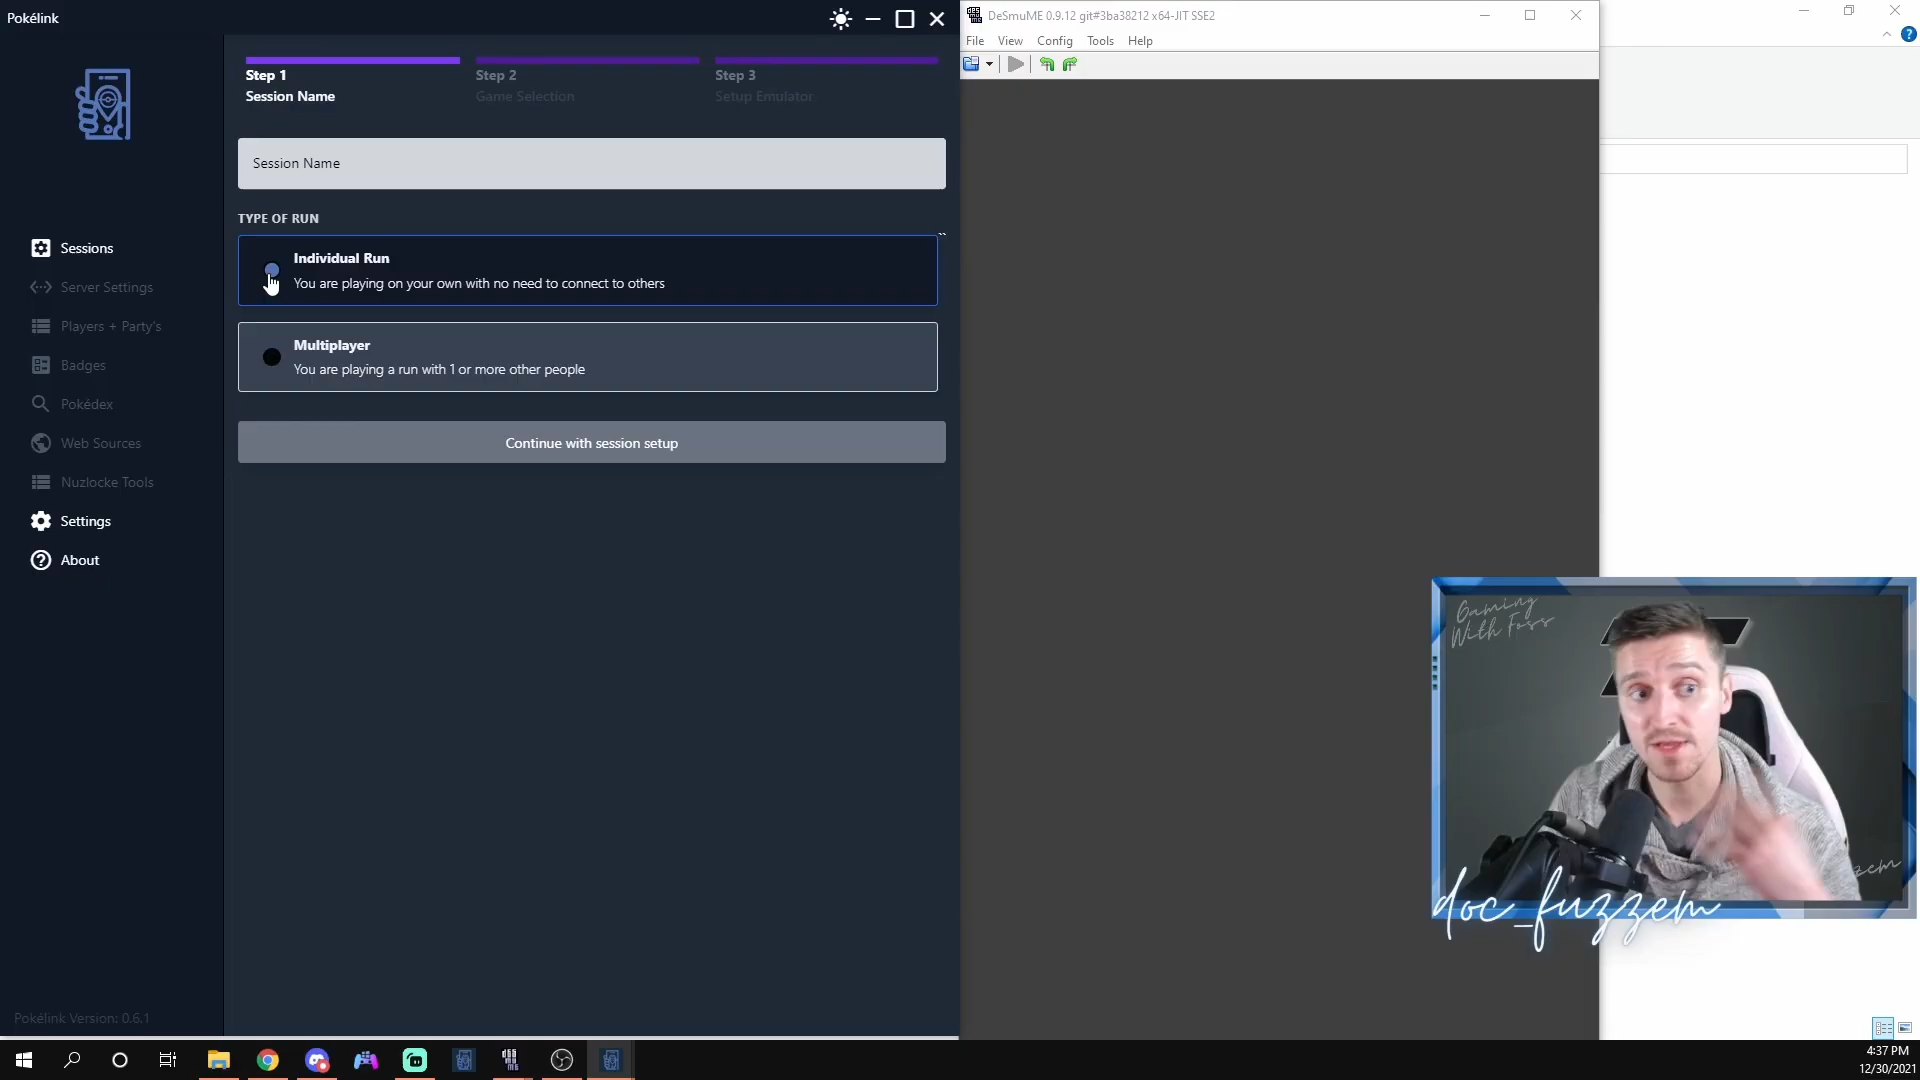 Pokélink
Step 1
Session Name
Step 2
Game Selection
Step 3
Setup Emulator
Session Name
TYPE OF RUN
Individual Run
You are playing on your own with no need to connect to others
Multiplayer
You are playing a run with 1 or more other people
Continue with session setup
Sessions
Server Settings
Players + Party's
Badges
Pokédex
Web Sources
Nuzlocke Tools
Settings
About
Pokélink Version: 0.6.1
DeSmuME 0.9.12 git#3ba38212 x64-JIT SSE2
File View Config Tools Help
Gaming
With Foss
doc_fuzzem
4:37 PM
12/30/2021